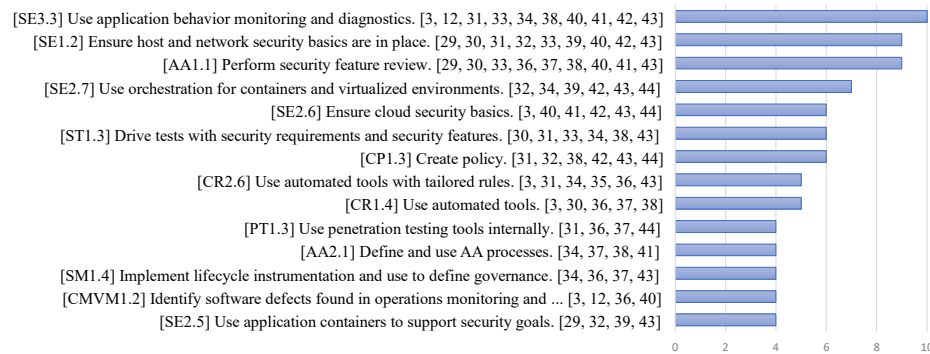 [SE3.3] Use application behavior monitoring and diagnostics. [3, 12, 31, 33, 34, 38, 40, 41, 42, 43]
[SE1.2] Ensure host and network security basics are in place. [29, 30, 31, 32, 33, 39, 40, 42, 43]
[AA1.1] Perform security feature review. [29, 30, 33, 36, 37, 38, 40, 41, 43]
[SE2.7] Use orchestration for containers and virtualized environments. [32, 34, 39, 42, 43, 44]
[SE2.6] Ensure cloud security basics. [3, 40, 41, 42, 43, 44]
[ST1.3] Drive tests with security requirements and security features. [30, 31, 33, 34, 38, 43]
[CP1.3] Create policy. [31, 32, 38, 42, 43, 44]
[CR2.6] Use automated tools with tailored rules. [3, 31, 34, 35, 36, 43]
[CR1.4] Use automated tools. [3, 30, 36, 37, 38]
[PT1.3] Use penetration testing tools internally. [31, 36, 37, 44]
[AA2.1] Define and use AA processes. [34, 37, 38, 41]
[SM1.4] Implement lifecycle instrumentation and use to define governance. [34, 36, 37, 43]
[CMVM1.2] Identify software defects found in operations monitoring and ... [3, 12, 36, 40]
[SE2.5] Use application containers to support security goals. [29, 32, 39, 43]
0 2 4 6 8 10